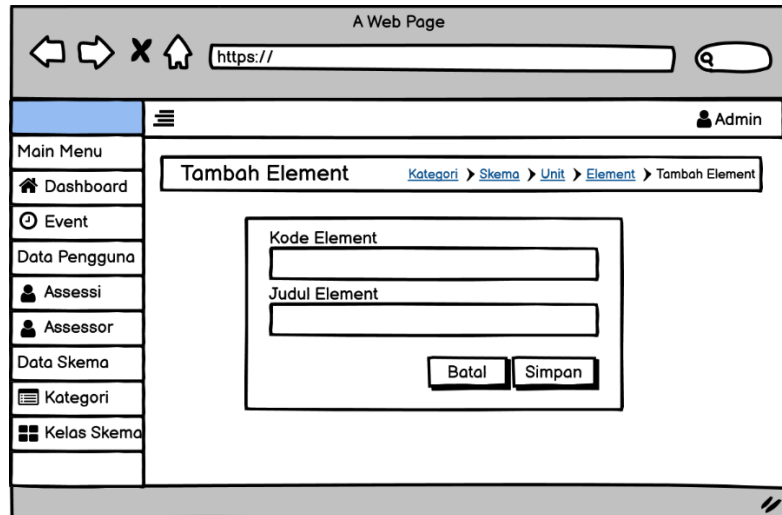 A Web Page
https://
Admin
Main Menu
Dashboard
Event
Data Pengguna
Assessi
Assessor
Data Skema
Kategori
Kelas Skema
Tambah Element
Kategori Skema Unit Element Tambah Element
Kode Element
Judul Element
Batal Simpan